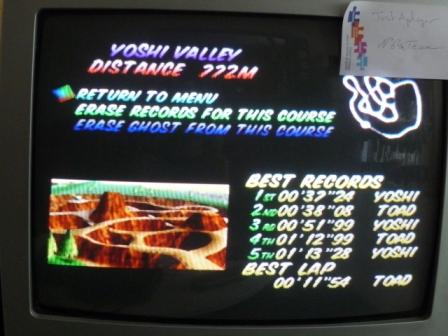 YOSHI VALLEY
DISTANCE 772M
RETURN TO MENU
ERASE RECORDS FOR THIS COURSE
ERASE GHOST FROM THIS COURSE
BEST RECORDS
1ST 00'37"24 YOSHI
2ND 00'38"08 TOAD
3RD 00'51"99 YOSHI
4TH 01'12"99 TOAD
5TH 01'13"28 YOSHI
BEST LAP
00'11"54 TOAD